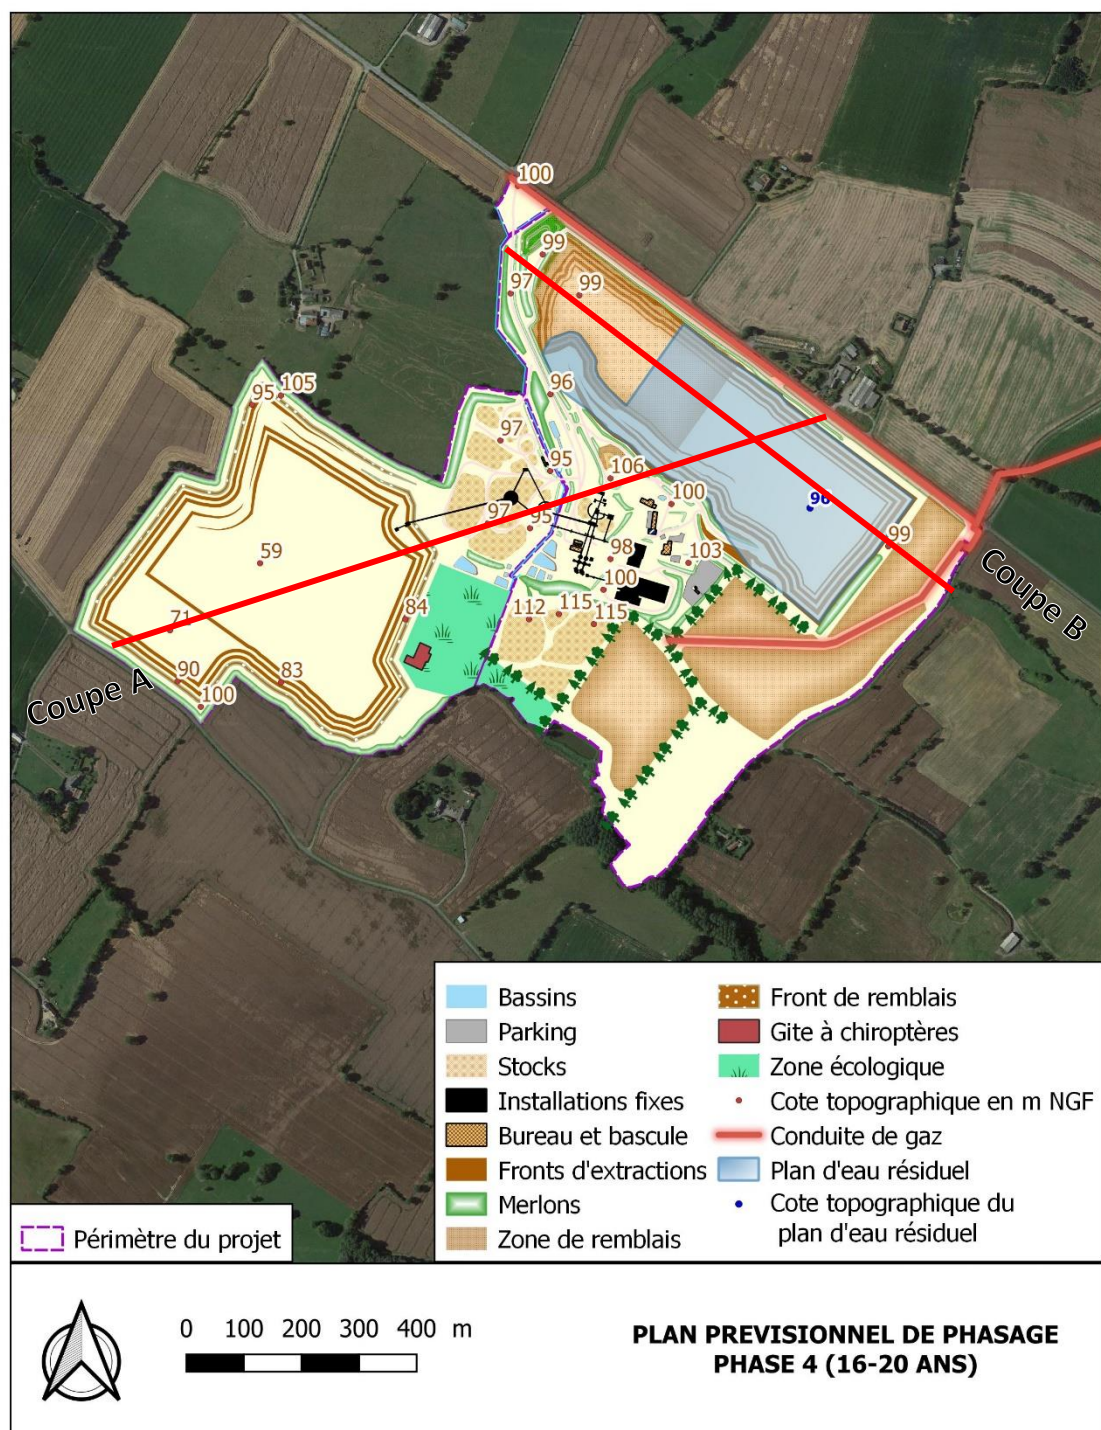 100
99
97
99
96
105
95
97
95
106
97
95
100
96
99
98
103
59
100
84
112
115
115
71
90
83
100
Coupe A
Coupe B
Bassins
Parking
Stocks
Installations fixes
Bureau et bascule
Fronts d'extractions
Merlons
Zone de remblais
Front de remblais
Gite à chiroptères
Zone écologique
Cote topographique en m NGF
Conduite de gaz
Plan d'eau résiduel
Cote topographique du
plan d'eau résiduel
Périmètre du projet
0 100 200 300 400 m
PLAN PREVISIONNEL DE PHASAGE
PHASE 4 (16-20 ANS)